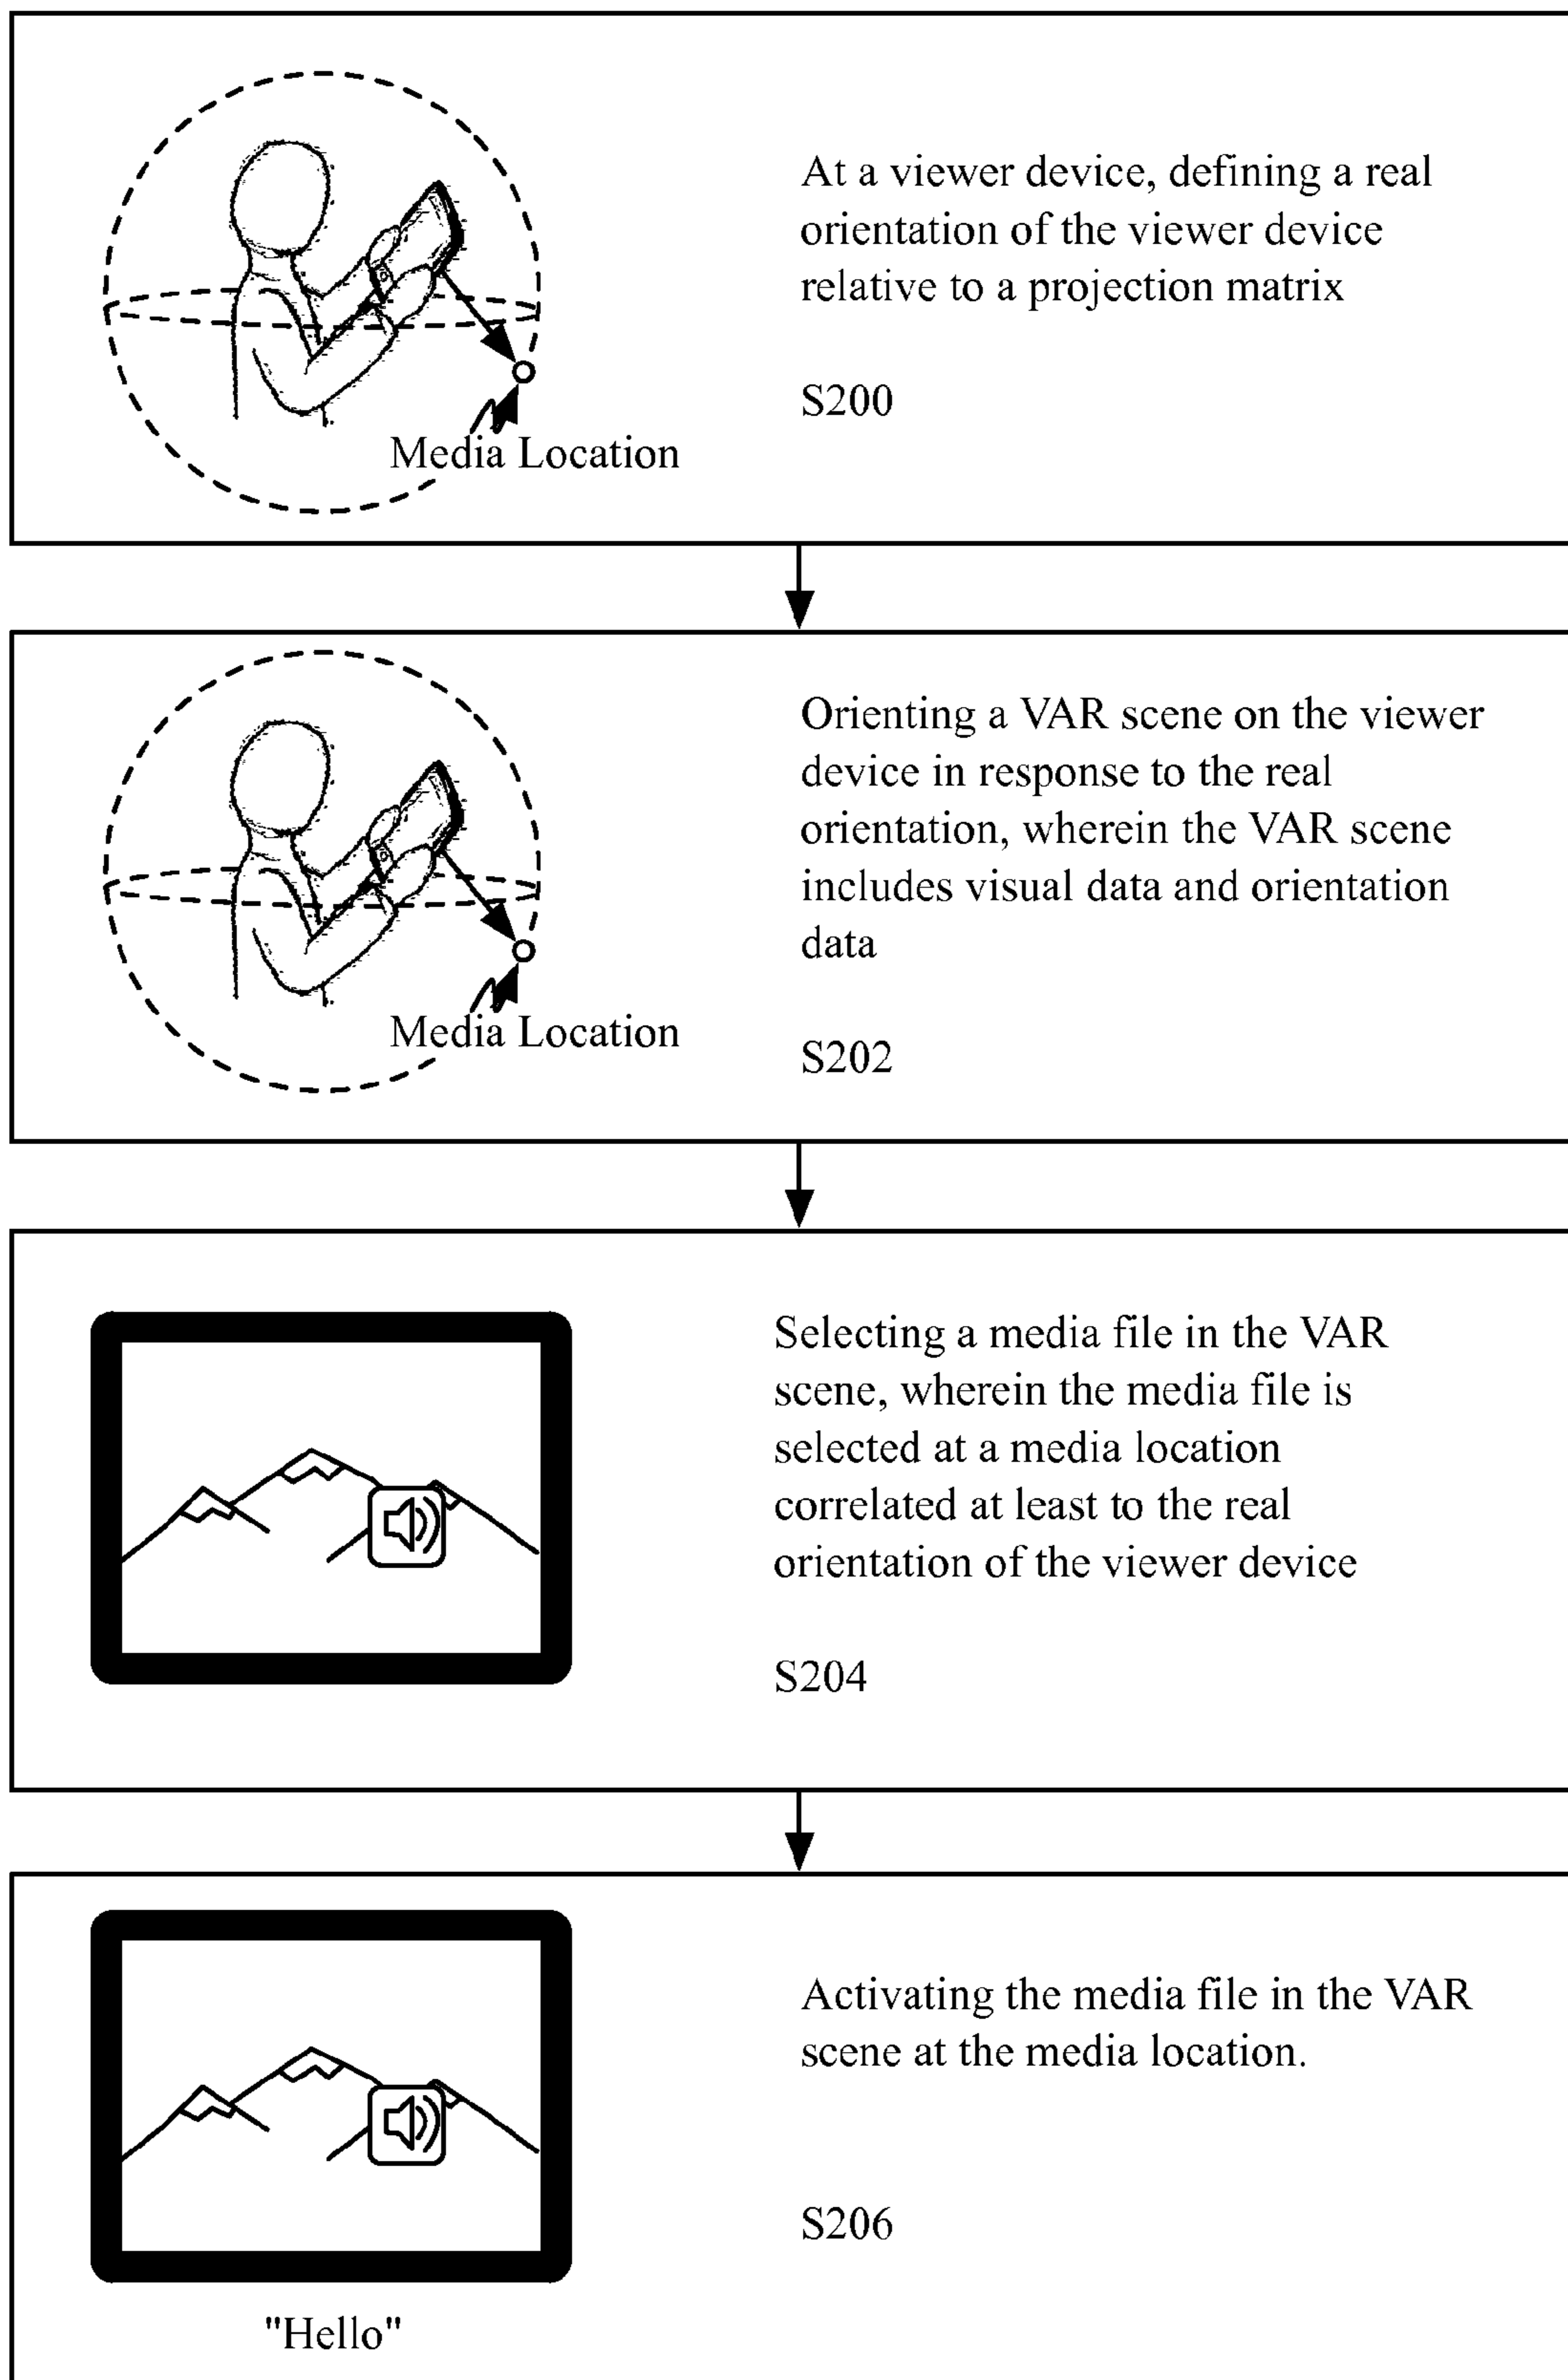 At a viewer device, defining a real
orientation of the viewer device
relative to a projection matrix
S200
Media Location
Orienting a VAR scene on the viewer
device in response to the real
orientation, wherein the VAR scene
includes visual data and orientation
data
S202
Media Location
Selecting a media file in the VAR
scene, wherein the media file is
selected at a media location
correlated at least to the real
orientation of the viewer device
S204
Activating the media file in the VAR
scene at the media location.
S206
"Hello"